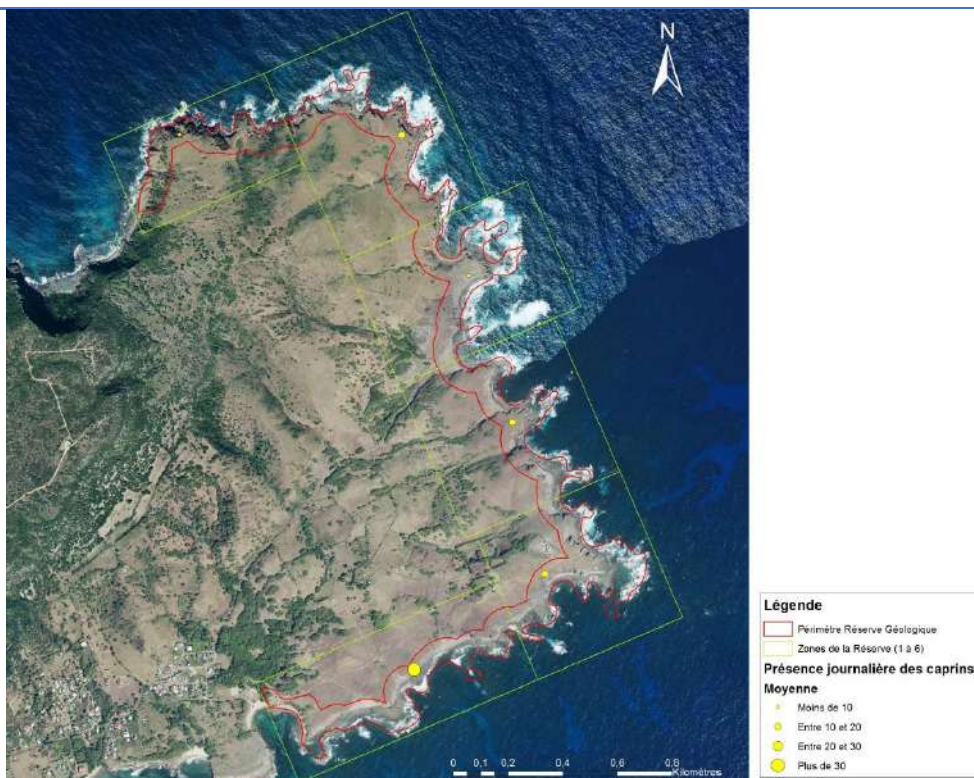 N
0
0,1
0,2
0,4
0,6
0,8
Kilomètres
Légende
Périmètre Réserve Géologique
Zones de la Réserve (1 à 6)
Présence journalière des caprins
Moyenne
Moins de 10
Entre 10 et 20
Entre 20 et 30
Plus de 30